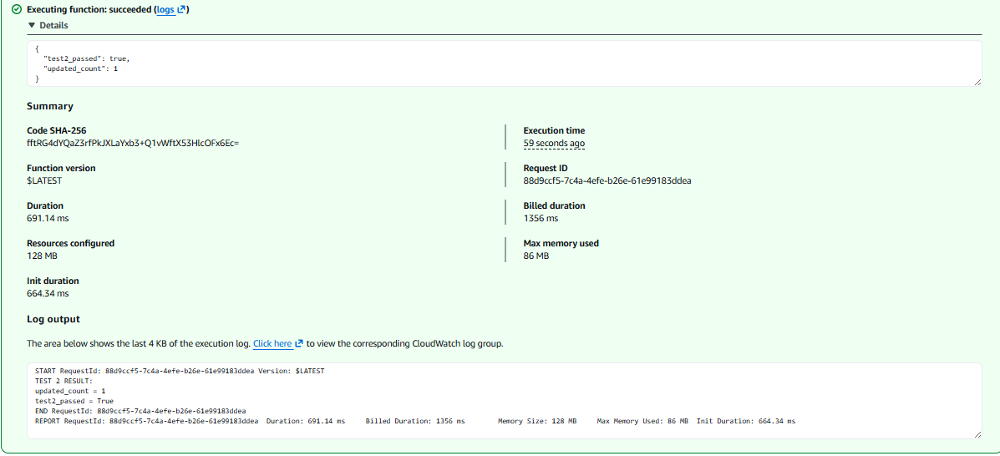 Executing function: succeeded (logs)
Details
{
  "test2_passed": true,
  "updated_count": 1
}
Summary
Code SHA-256
fftRG4dYQaZ3rfPkJXLaYxb3+Q1vWftX53HlcOFx6Ec=
Execution time
59 seconds ago
Function version
$LATEST
Request ID
88d9ccf5-7c4a-4efe-b26e-61e99183ddea
Duration
691.14 ms
Billed duration
1356 ms
Resources configured
128 MB
Max memory used
86 MB
Init duration
664.34 ms
Log output
The area below shows the last 4 KB of the execution log. Click here to view the corresponding CloudWatch log group.
START RequestId: 88d9ccf5-7c4a-4efe-b26e-61e99183ddea Version: $LATEST
TEST 2 RESULT:
updated_count = 1
test2_passed = True
END RequestId: 88d9ccf5-7c4a-4efe-b26e-61e99183ddea
REPORT RequestId: 88d9ccf5-7c4a-4efe-b26e-61e99183ddea  Duration: 691.14 ms  Billed Duration: 1356 ms  Memory Size: 128 MB  Max Memory Used: 86 MB  Init Duration: 664.34 ms